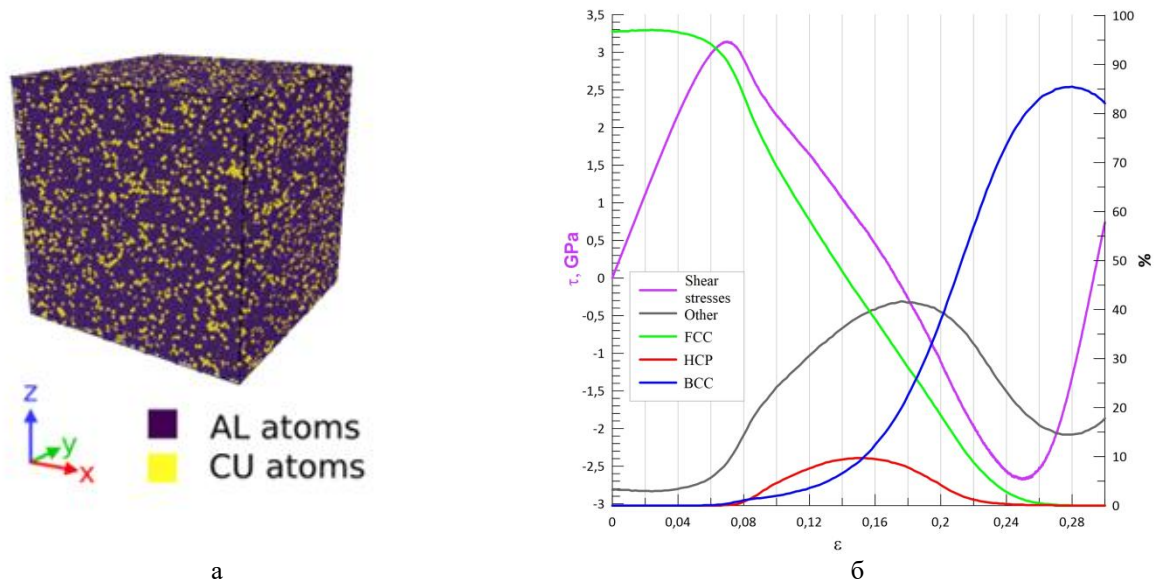 z
y
x
AL atoms
CU atoms
а
3,5
3
2,5
2
1,5
1
0,5
0
-0,5
-1
-1,5
-2
-2,5
-3
τ, GPa
100
90
80
70
60
50
40
30
20
10
0
%
Shear
stresses
Other
FCC
HCP
BCC
0 0,04 0,08 0,12 0,16 0,2 0,24 0,28
ε
б